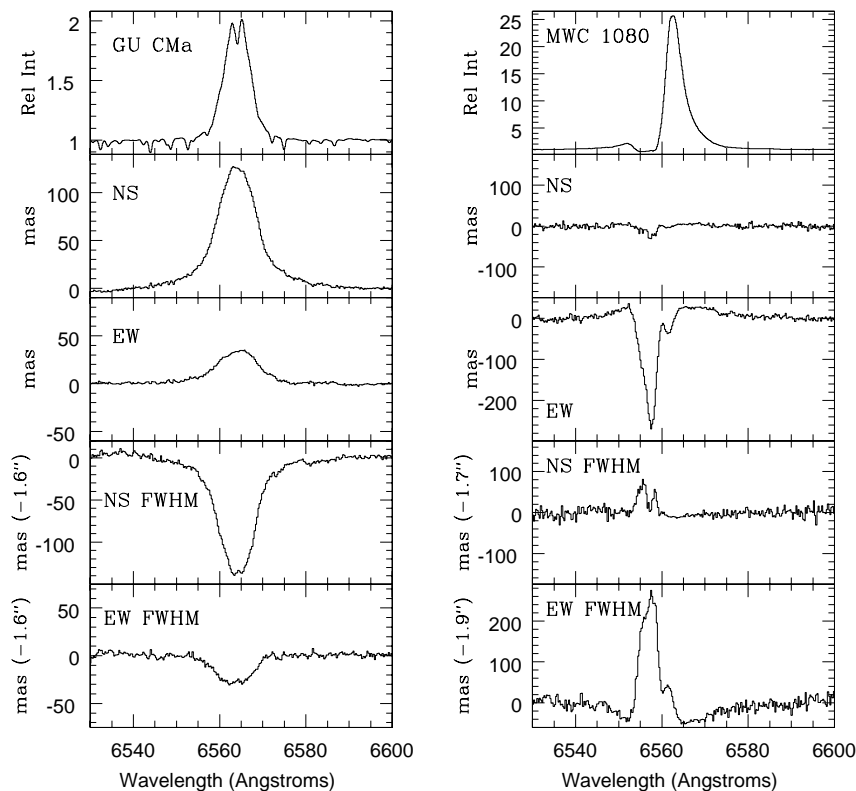 GU CMa
Rel Int
2
1.5
1
NS
mas
100
50
0
EW
mas
50
0
-50
NS FWHM
mas (−1.6″)
0
-50
-100
EW FWHM
mas (−1.6″)
50
0
-50
6540 6560 6580 6600
Wavelength (Angstroms)
MWC 1080
Rel Int
25
20
15
10
5
NS
mas
100
0
-100
EW
mas
0
-100
-200
NS FWHM
mas (−1.7″)
100
0
-100
EW FWHM
mas (−1.9″)
200
100
0
6540 6560 6580 6600
Wavelength (Angstroms)